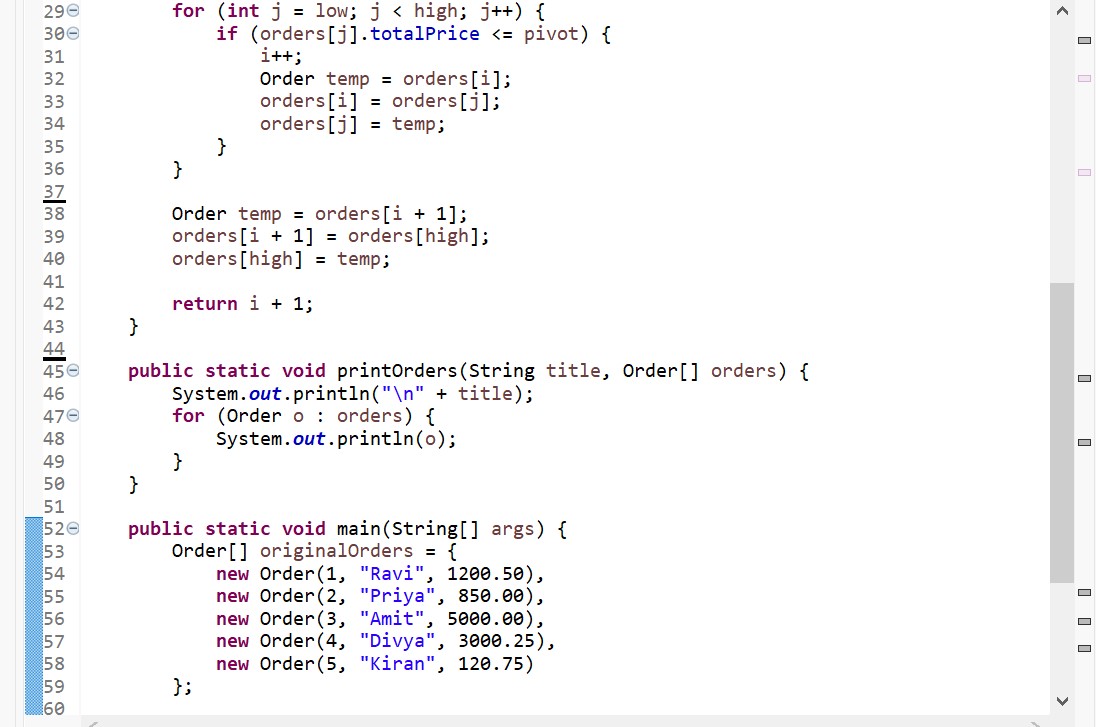 29 for (int j = low; j < high; j++) {
30 if (orders[j].totalPrice <= pivot) {
31 i++;
32 Order temp = orders[i];
33 orders[i] = orders[j];
34 orders[j] = temp;
35 }
36 }
37
38 Order temp = orders[i + 1];
39 orders[i + 1] = orders[high];
40 orders[high] = temp;
41
42 return i + 1;
43 }
44
45 public static void printOrders(String title, Order[] orders) {
46 System.out.println("\n" + title);
47 for (Order o : orders) {
48 System.out.println(o);
49 }
50 }
51
52 public static void main(String[] args) {
53 Order[] originalOrders = {
54 new Order(1, "Ravi", 1200.50),
55 new Order(2, "Priya", 850.00),
56 new Order(3, "Amit", 5000.00),
57 new Order(4, "Divya", 3000.25),
58 new Order(5, "Kiran", 120.75)
59 };
60